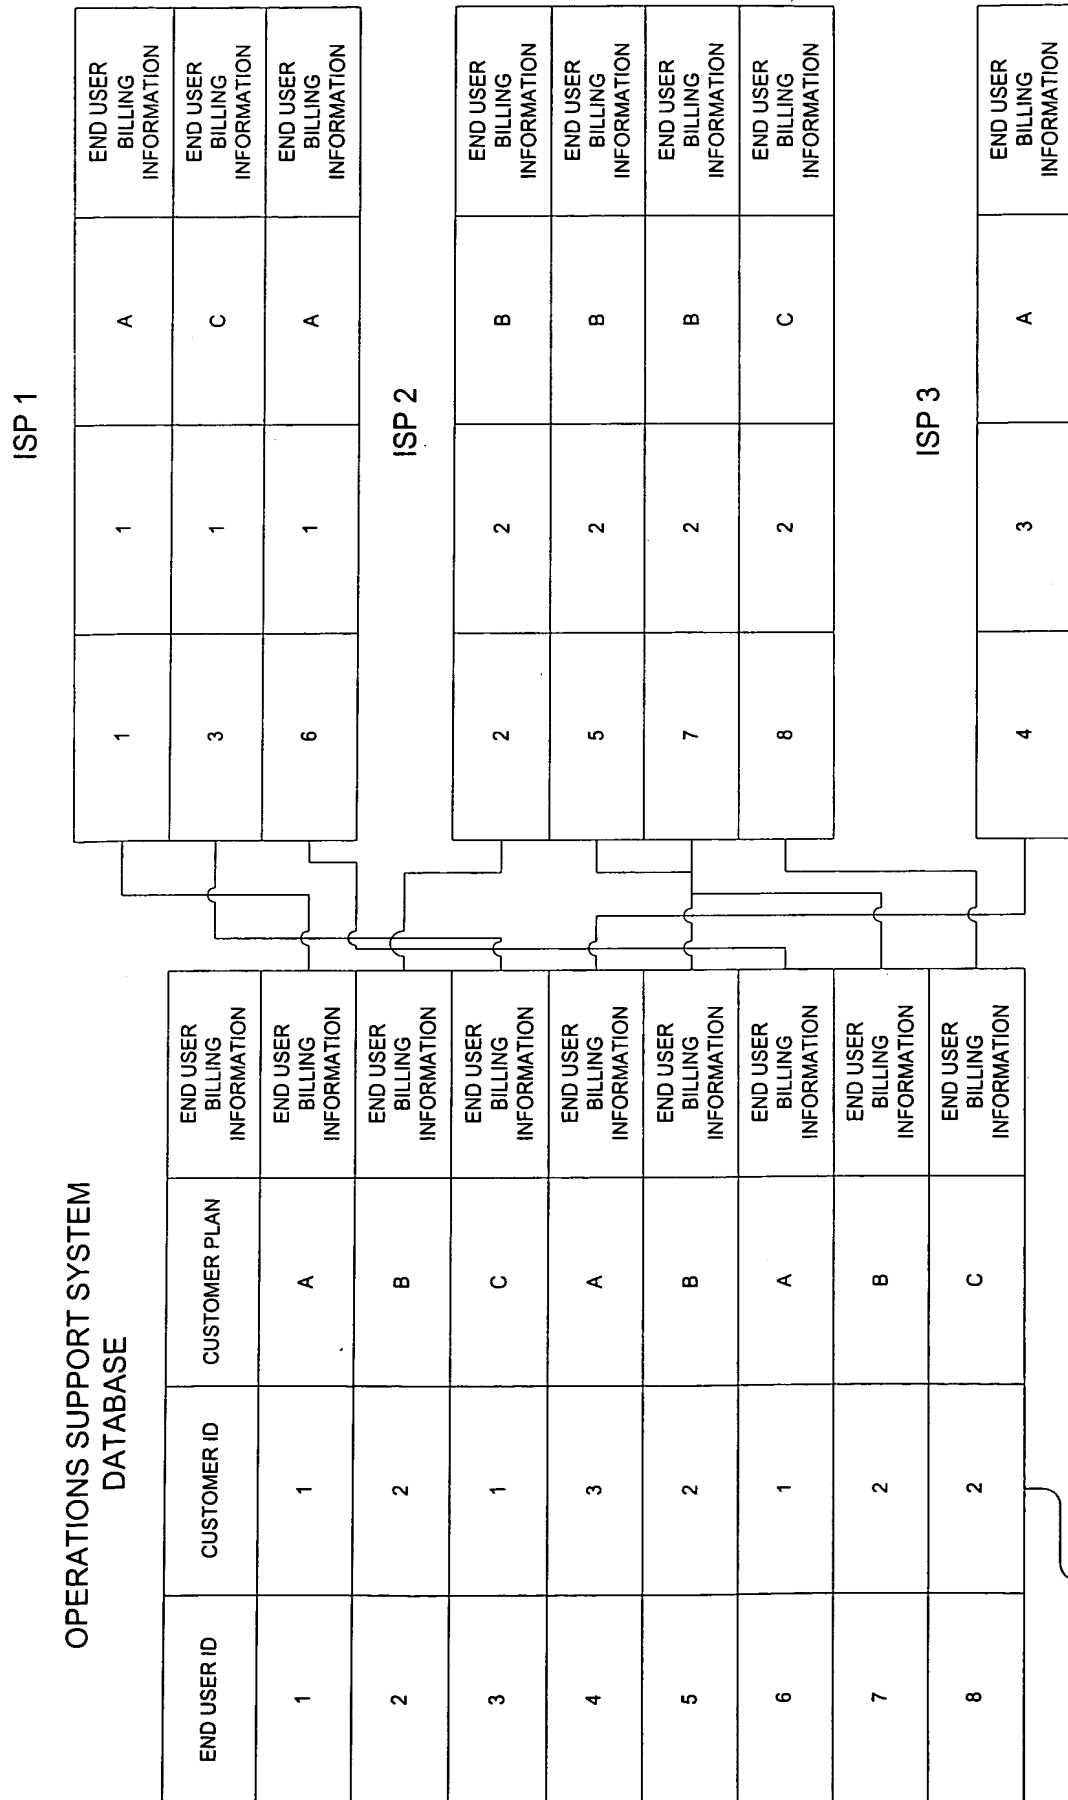 OPERATIONS SUPPORT SYSTEM
DATABASE
END USER ID
CUSTOMER ID
CUSTOMER PLAN
END USER
BILLING
INFORMATION
1
1
A
END USER
BILLING
INFORMATION
2
2
B
END USER
BILLING
INFORMATION
3
1
C
END USER
BILLING
INFORMATION
4
3
A
END USER
BILLING
INFORMATION
5
2
B
END USER
BILLING
INFORMATION
6
1
A
END USER
BILLING
INFORMATION
7
2
B
END USER
BILLING
INFORMATION
8
2
C
END USER
BILLING
INFORMATION
ISP 1
1
1
A
END USER
BILLING
INFORMATION
3
1
C
END USER
BILLING
INFORMATION
6
1
A
END USER
BILLING
INFORMATION
ISP 2
2
2
B
END USER
BILLING
INFORMATION
5
2
B
END USER
BILLING
INFORMATION
7
2
B
END USER
BILLING
INFORMATION
8
2
C
END USER
BILLING
INFORMATION
ISP 3
4
3
A
END USER
BILLING
INFORMATION